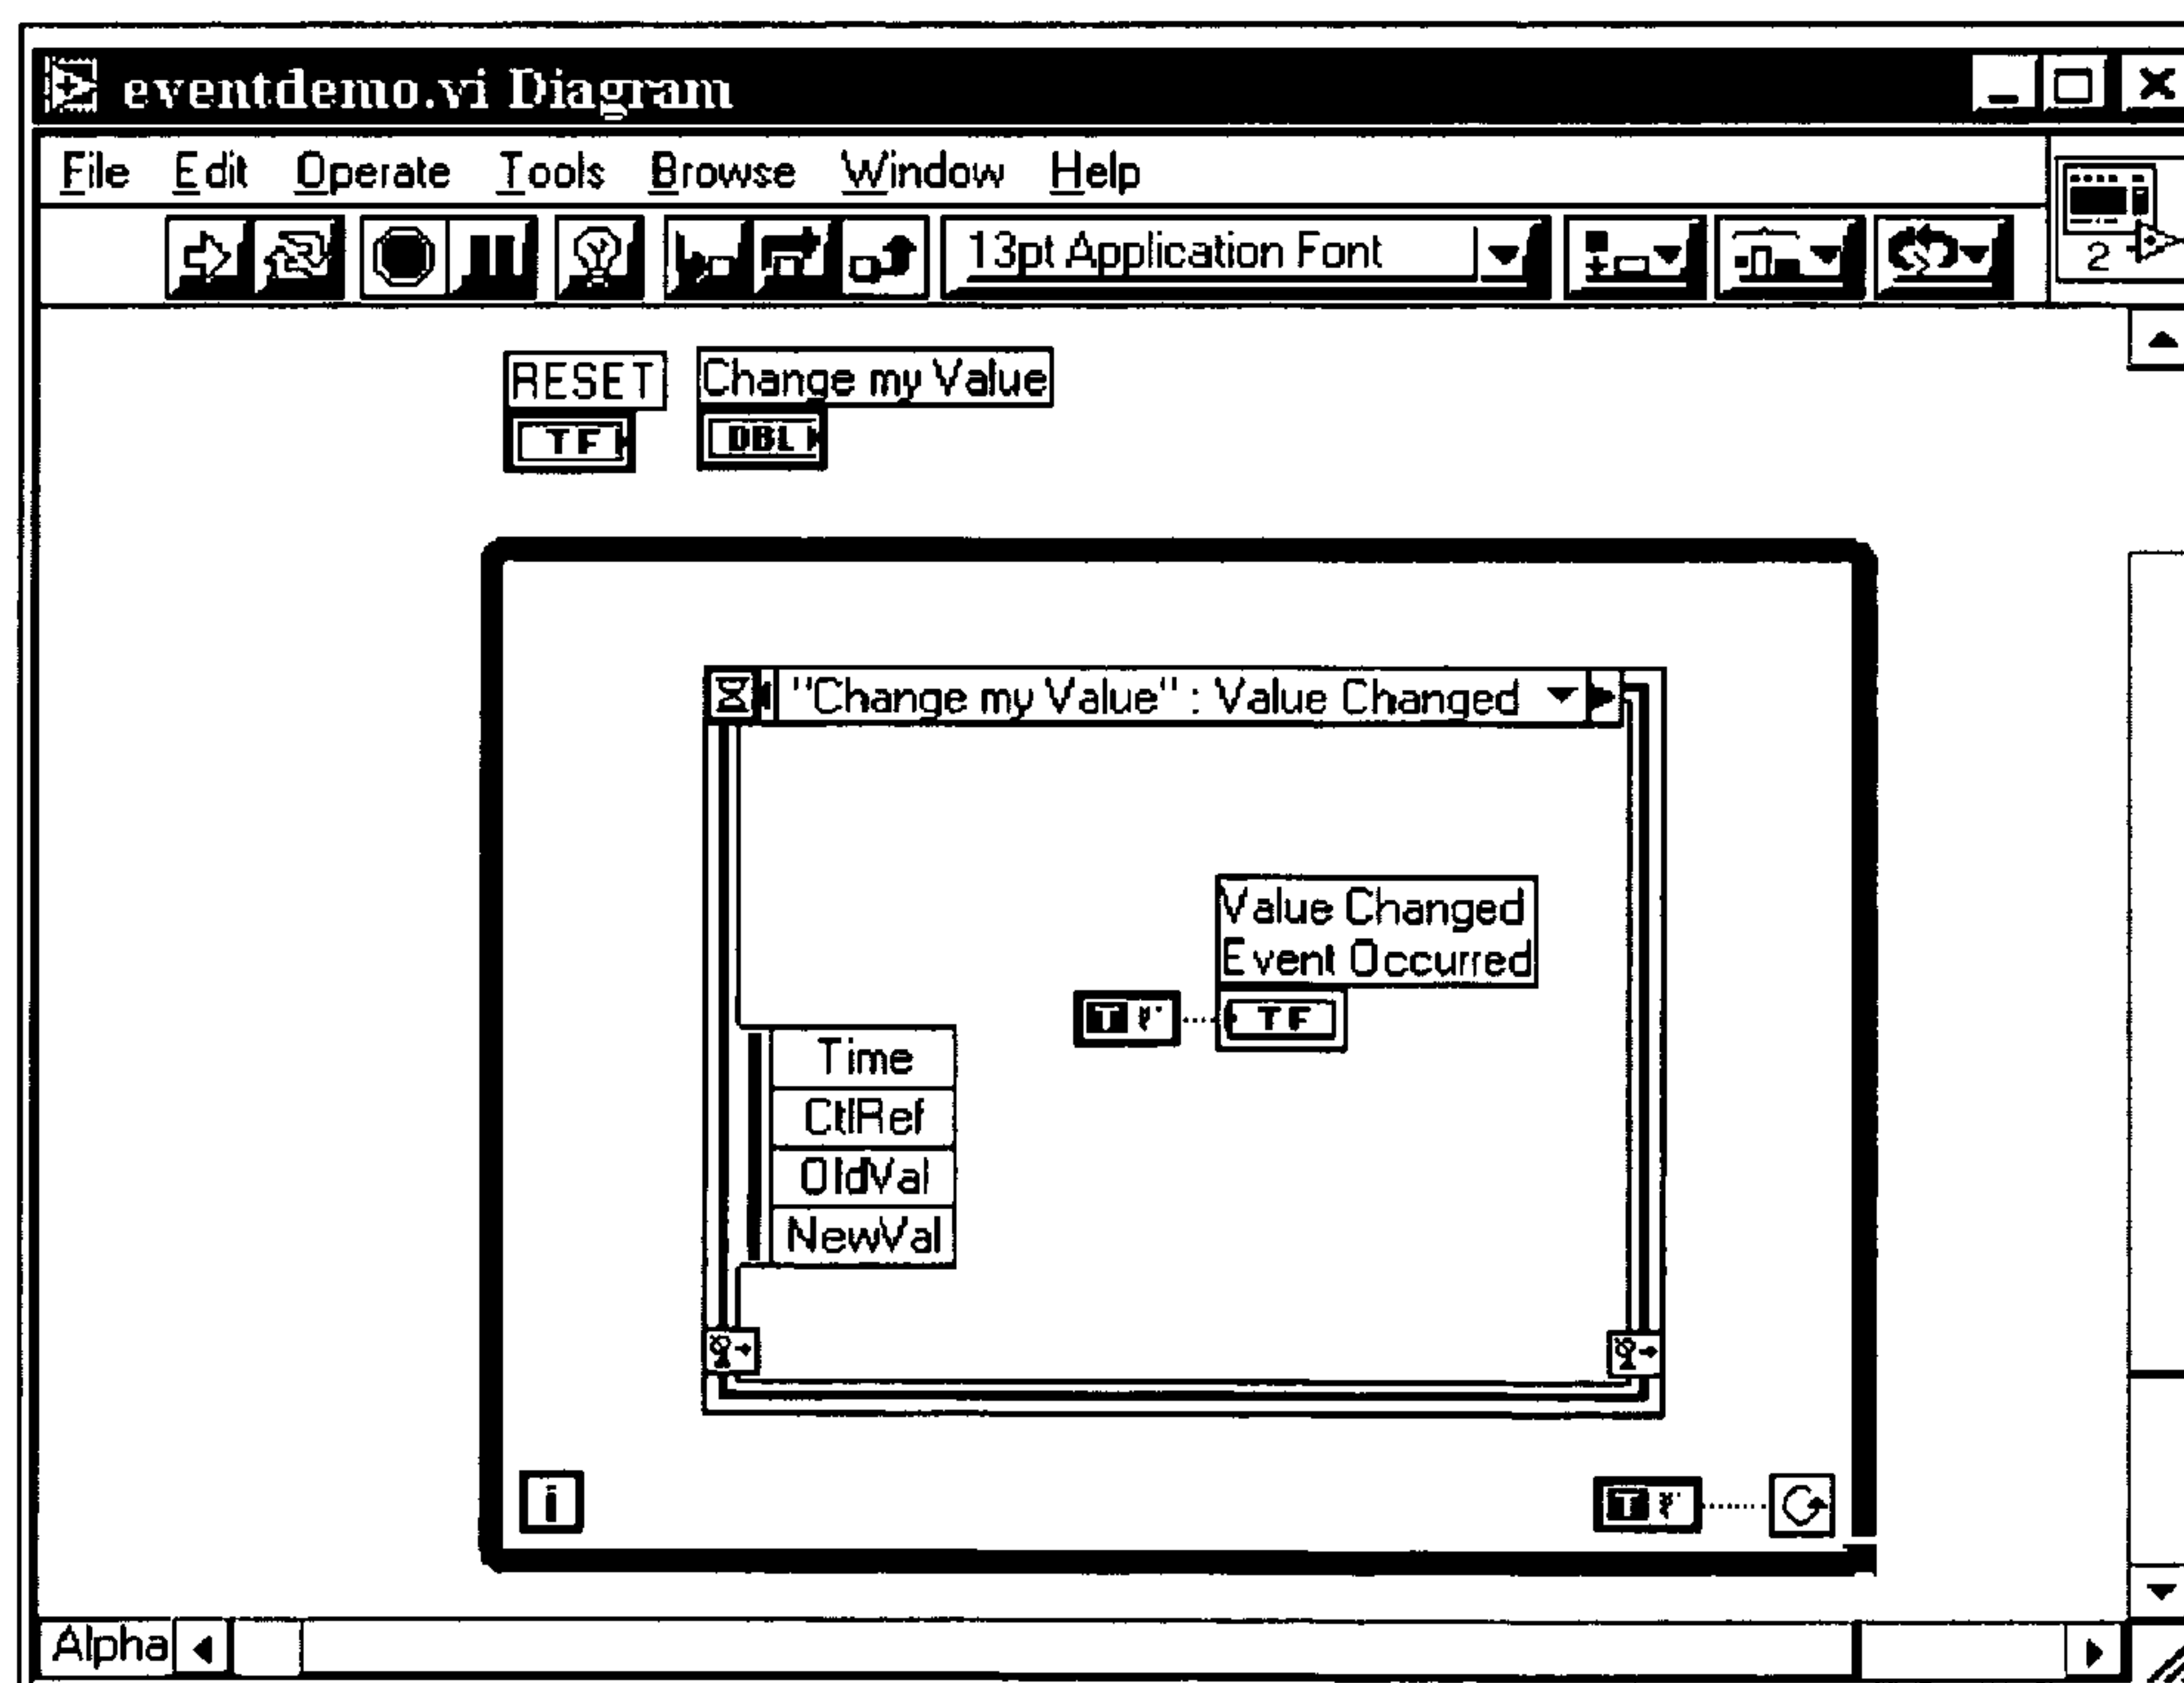 eventdemo.vi Diagram
File Edit Operate Tools Browse Window Help
13pt Application Font
2
RESET Change my Value
TF DBL
"Change my Value" : Value Changed
Value Changed
Event Occurred
T TF
Time
CtlRef
OldVal
NewVal
i T
Alpha